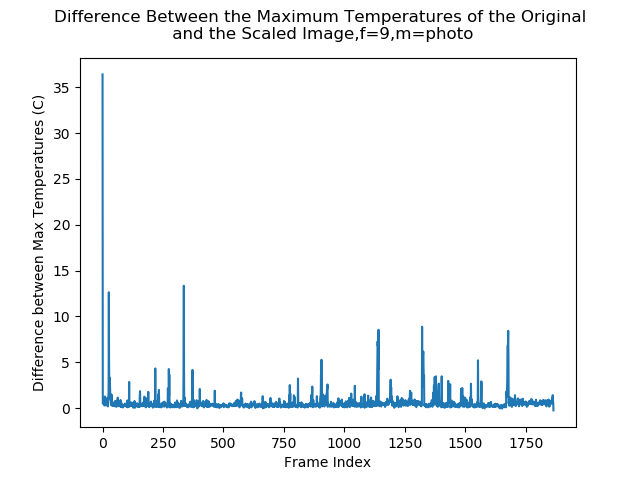 Difference Between the Maximum Temperatures of the Original
and the Scaled Image,f=9,m=photo
Difference between Max Temperatures (C)
35
30
25
20
15
10
5
0
0 250 500 750 1000 1250 1500 1750
Frame Index